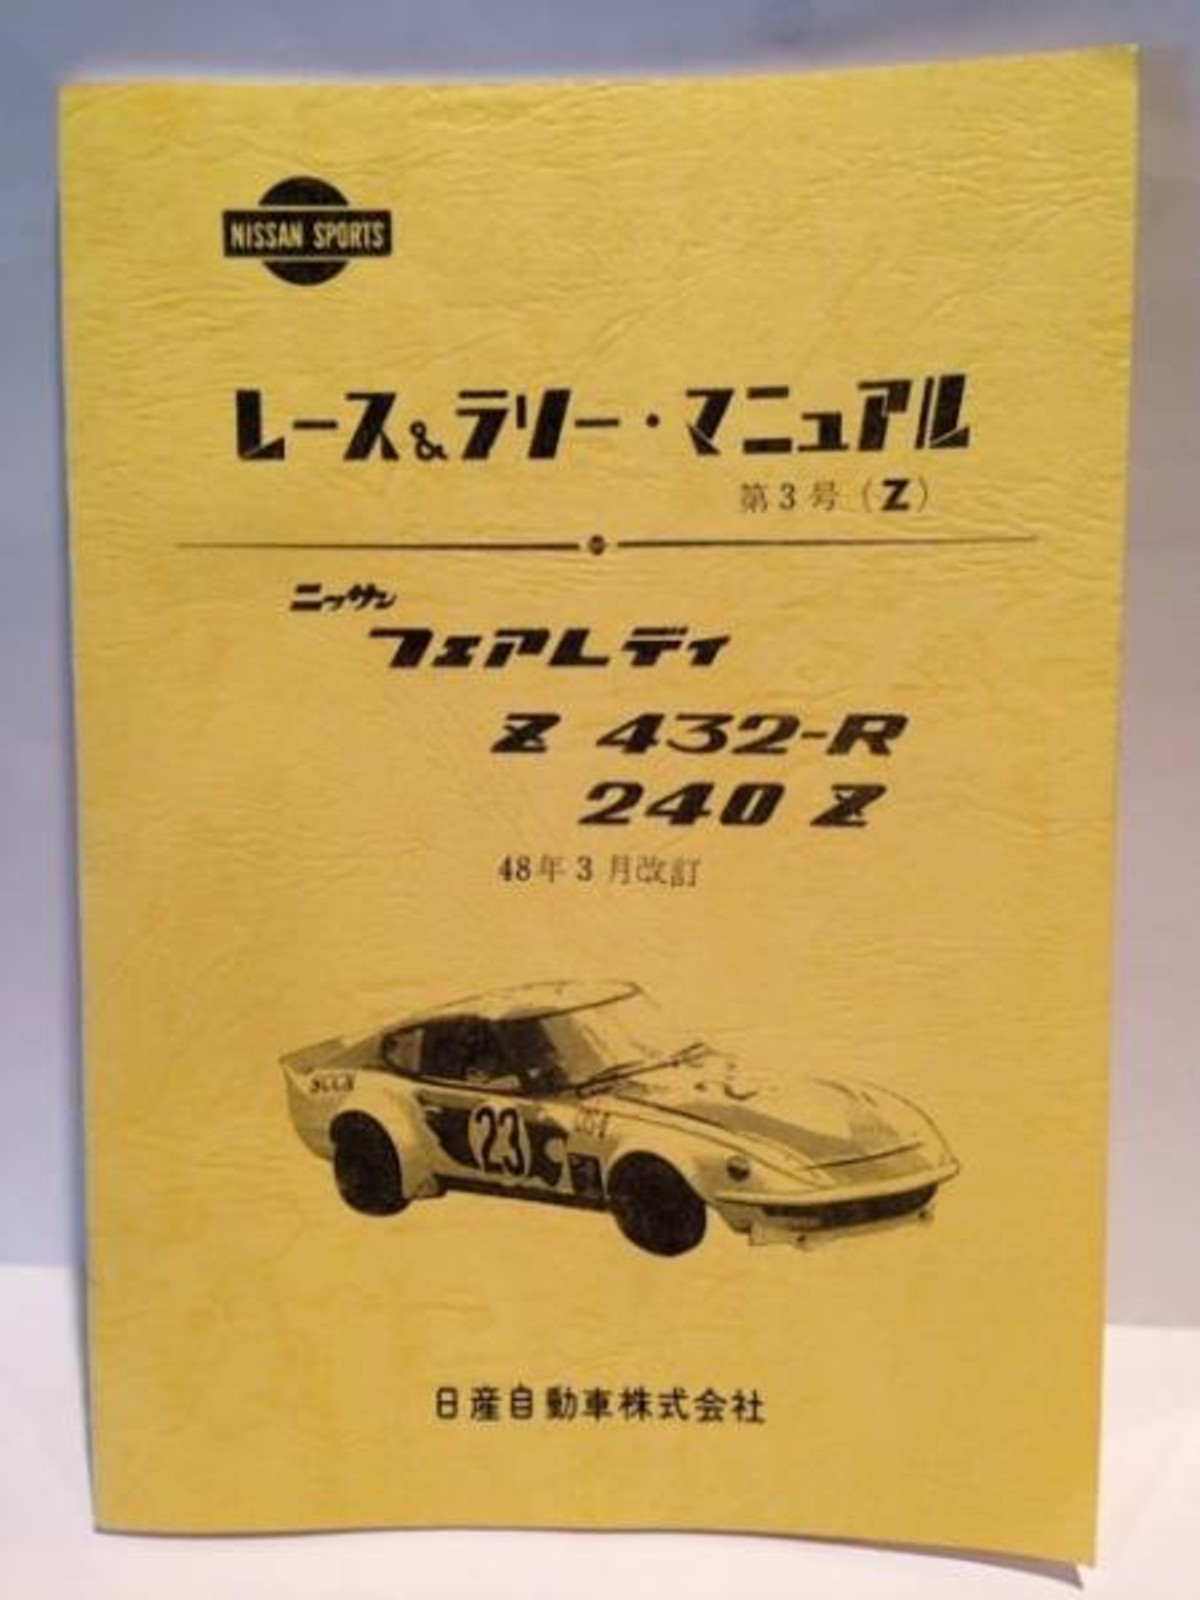 NISSAN SPORTS
レース&ラリー・マニュアル
第3号(Z)
ニッサン
フェアレディ
Z 432-R
240 Z
48年3月改訂
23
日産自動車株式会社